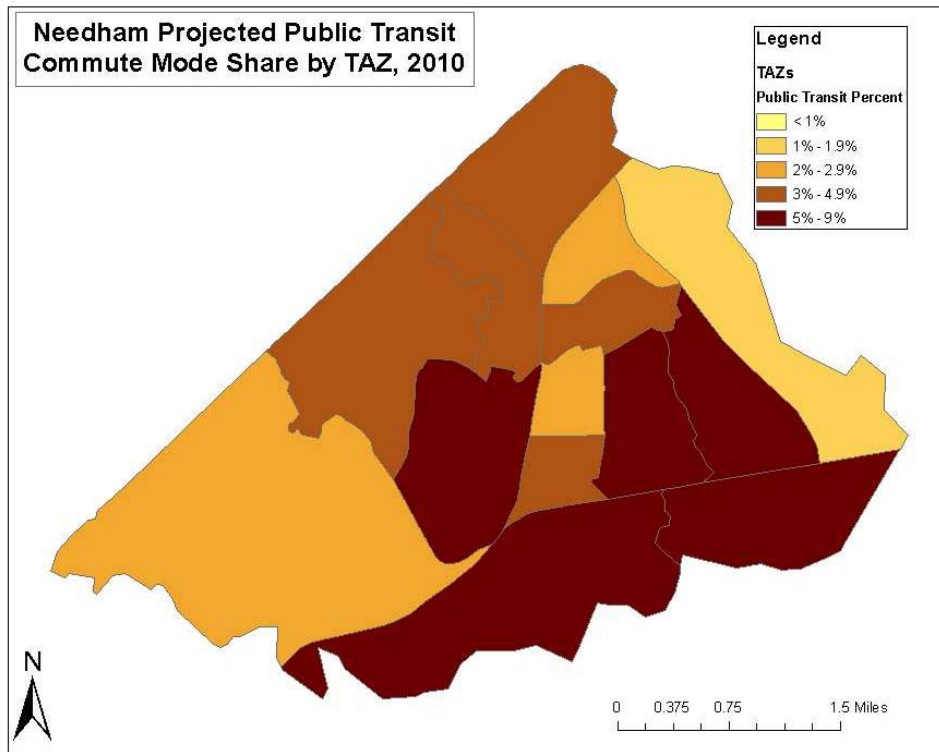 Needham Projected Public Transit
Commute Mode Share by TAZ, 2010
Legend
TAZs
Public Transit Percent
< 1%
1% - 1.9%
2% - 2.9%
3% - 4.9%
5% - 9%
N
0 0.375 0.75 1.5 Miles